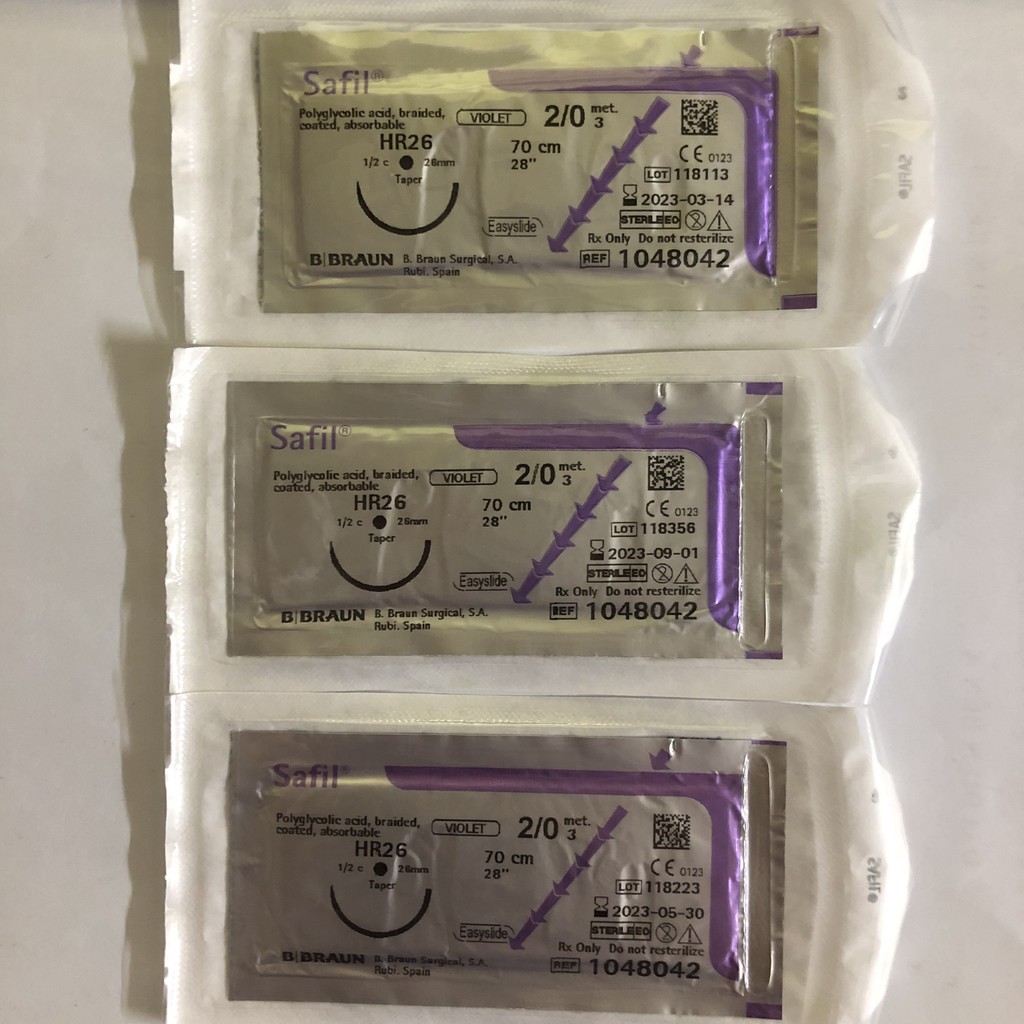 Safil®
Polyglycolic acid, braided,
coated, absorbable
VIOLET
2/0 met. 3
HR26
1/2 c 26mm
Taper
70 cm
28"
CE 0123
LOT 118113
2023-03-14
STERILE EO
Easyslide
Rx Only Do not resterilize
B|BRAUN B. Braun Surgical, S.A.
Rubi. Spain
REF 1048042
SAFIL®
Safil®
Polyglycolic acid, braided,
coated, absorbable
VIOLET
2/0 met. 3
HR26
1/2 c 26mm
Taper
70 cm
28"
CE 0123
LOT 118356
2023-09-01
STERILE EO
Easyslide
Rx Only Do not resterilize
B|BRAUN B. Braun Surgical, S.A.
Rubi. Spain
REF 1048042
SAFIL®
Safil®
Polyglycolic acid, braided,
coated, absorbable
VIOLET
2/0 met. 3
HR26
1/2 c 26mm
Taper
70 cm
28"
CE 0123
LOT 118223
2023-05-30
STERILE EO
Easyslide
Rx Only Do not resterilize
B|BRAUN B. Braun Surgical, S.A.
Rubi. Spain
REF 1048042
SAFIL®